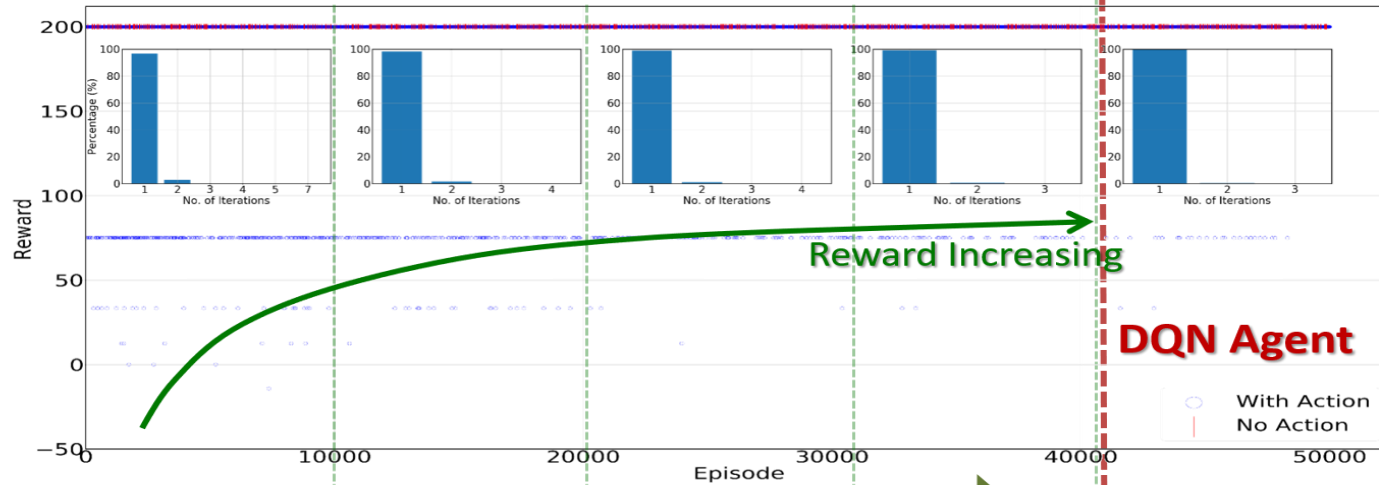 200
150
100
50
0
−50
Reward
100
80
60
40
20
0
Percentage (%)
1 2 3 4 5 7
No. of Iterations
100
80
60
40
20
0
1 2 3 4
No. of Iterations
100
80
60
40
20
0
1 2 3 4
No. of Iterations
100
80
60
40
20
0
1 2 3
No. of Iterations
100
80
60
40
20
0
1 2 3
No. of Iterations
Reward Increasing
DQN Agent
With Action
No Action
0 10000 20000 30000 40000 50000
Episode